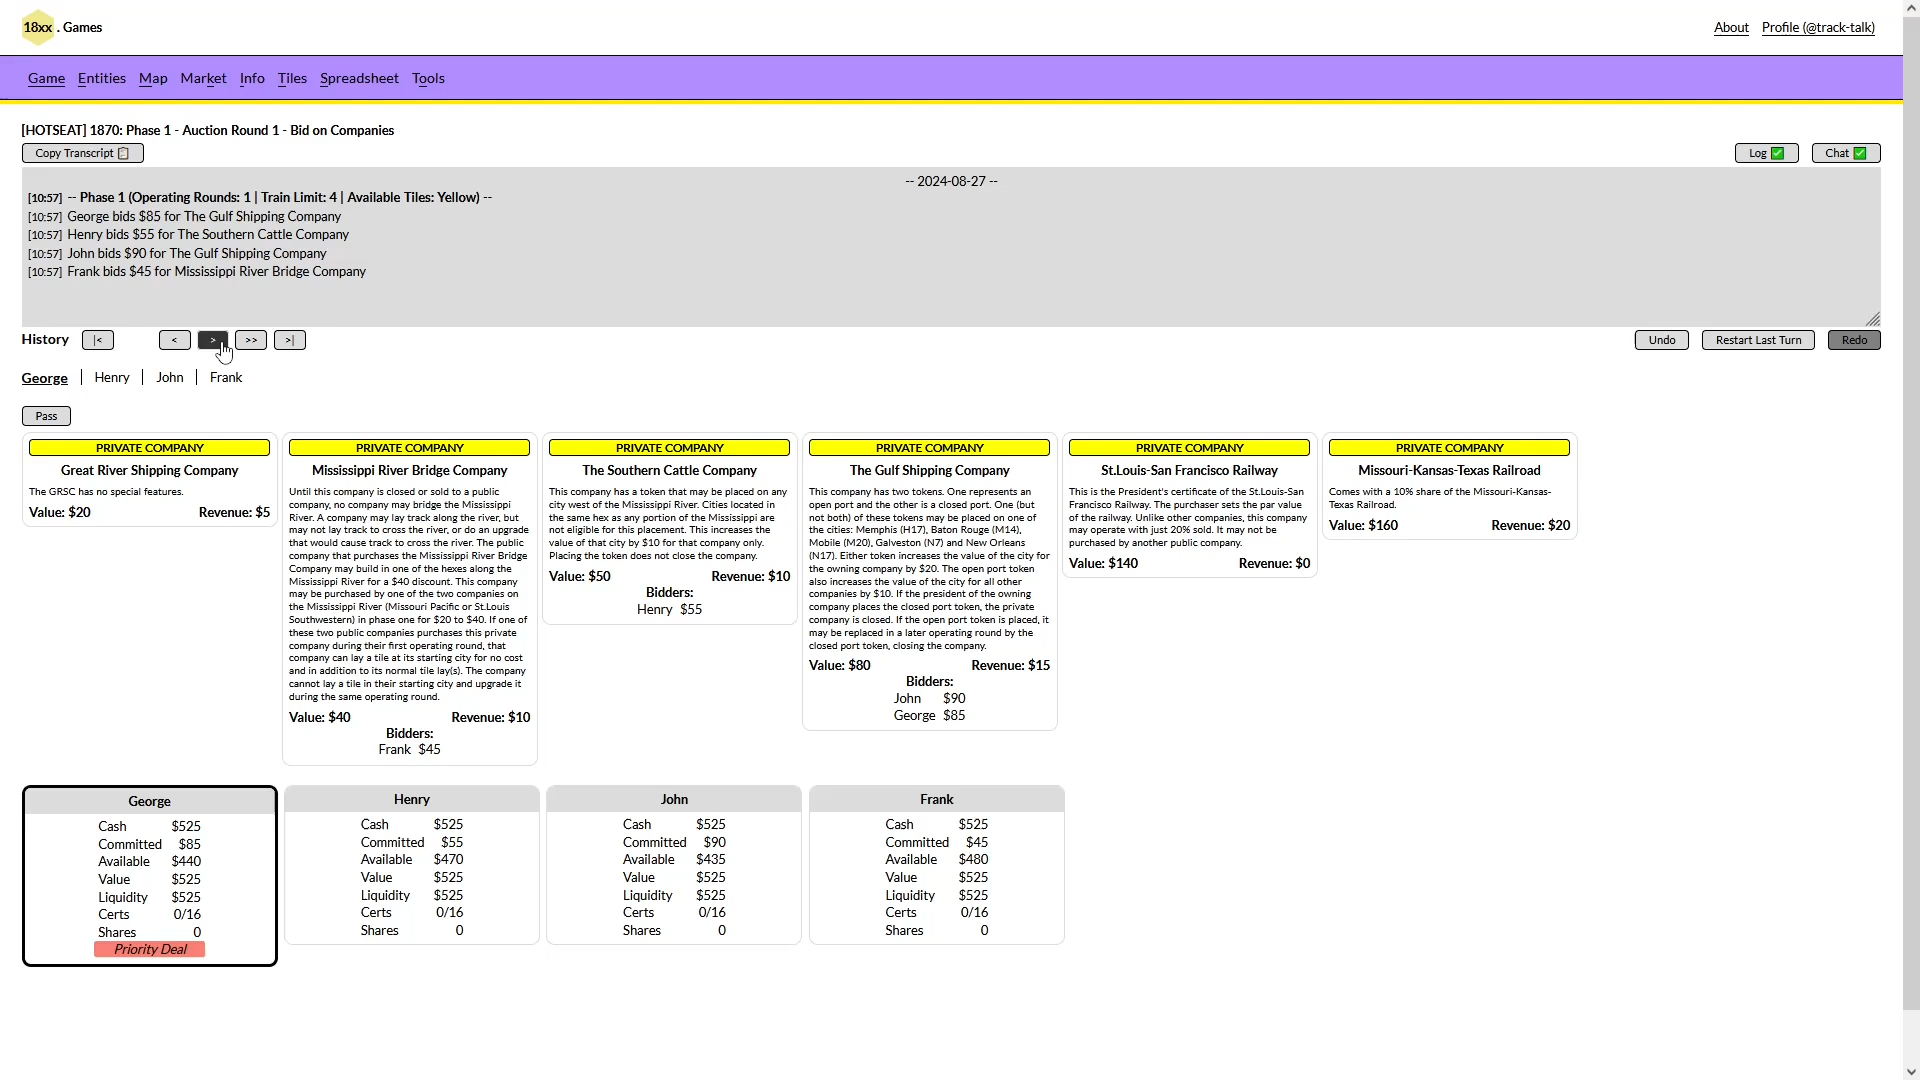 18xx . Games
About Profile (@track-talk)
Game Entities Map Market Info Tiles Spreadsheet Tools
[HOTSEAT] 1870: Phase 1 - Auction Round 1 - Bid on Companies
Copy Transcript
Log
Chat
-- 2024-08-27 --
[10:57] -- Phase 1 (Operating Rounds: 1 | Train Limit: 4 | Available Tiles: Yellow) --
[10:57] George bids $85 for The Gulf Shipping Company
[10:57] Henry bids $55 for The Southern Cattle Company
[10:57] John bids $90 for The Gulf Shipping Company
[10:57] Frank bids $45 for Mississippi River Bridge Company
History |< < > >> >|
Undo Restart Last Turn Redo
George | Henry | John | Frank
Pass
PRIVATE COMPANY
Great River Shipping Company
The GRSC has no special features.
Value: $20 Revenue: $5
PRIVATE COMPANY
Mississippi River Bridge Company
Until this company is closed or sold to a public
company, no company may bridge the Mississippi
River. A company may lay track along the river, but
may not lay track to cross the river, or do an upgrade
that would cause track to cross the river. The public
company that purchases the Mississippi River Bridge
Company may build in one of the hexes along the
Mississippi River for a $40 discount. This company
may be purchased by one of the two companies on
the Mississippi River (Missouri Pacific or St.Louis
Southwestern) in phase one for $20 to $40. If one of
these two public companies purchases this private
company during their first operating round, that
company can lay a tile at its starting city for no cost
and in addition to its normal tile lay(s). The company
cannot lay a tile in their starting city and upgrade it
during the same operating round.
Value: $40 Revenue: $10
Bidders:
Frank $45
PRIVATE COMPANY
The Southern Cattle Company
This company has a token that may be placed on any
city west of the Mississippi River. Cities located in
the same hex as any portion of the Mississippi are
not eligible for this placement. This increases the
value of that city by $10 for that company only.
Placing the token does not close the company.
Value: $50 Revenue: $10
Bidders:
Henry $55
PRIVATE COMPANY
The Gulf Shipping Company
This company has two tokens. One represents an
open port and the other is a closed port. One (but
not both) of these tokens may be placed on one of
the cities: Memphis (H17), Baton Rouge (M14),
Mobile (M20), Galveston (N7) and New Orleans
(N17). Either token increases the value of the city for
the owning company by $20. The open port token
also increases the value of the city for all other
companies by $10. If the president of the owning
company places the closed port token, the private
company is closed. If the open port token is placed, it
may be replaced in a later operating round by the
closed port token, closing the company.
Value: $80 Revenue: $15
Bidders:
John $90
George $85
PRIVATE COMPANY
St.Louis-San Francisco Railway
This is the President's certificate of the St.Louis-San
Francisco Railway. The purchaser sets the par value
of the railway. Unlike other companies, this company
may operate with just 20% sold. It may not be
purchased by another public company.
Value: $140 Revenue: $0
PRIVATE COMPANY
Missouri-Kansas-Texas Railroad
Comes with a 10% share of the Missouri-Kansas-
Texas Railroad.
Value: $160 Revenue: $20
George
Cash $525
Committed $85
Available $440
Value $525
Liquidity $525
Certs 0/16
Shares 0
Priority Deal
Henry
Cash $525
Committed $55
Available $470
Value $525
Liquidity $525
Certs 0/16
Shares 0
John
Cash $525
Committed $90
Available $435
Value $525
Liquidity $525
Certs 0/16
Shares 0
Frank
Cash $525
Committed $45
Available $480
Value $525
Liquidity $525
Certs 0/16
Shares 0